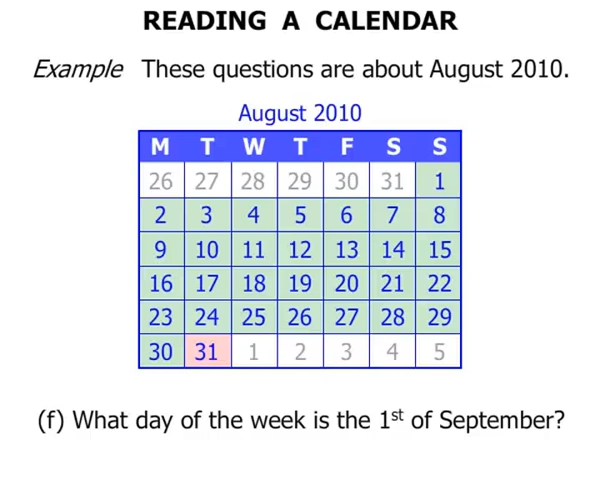 READING A CALENDAR
Example These questions are about August 2010.
August 2010
M T W T F S S
26 27 28 29 30 31 1
2 3 4 5 6 7 8
9 10 11 12 13 14 15
16 17 18 19 20 21 22
23 24 25 26 27 28 29
30 31 1 2 3 4 5
(f) What day of the week is the 1st of September?